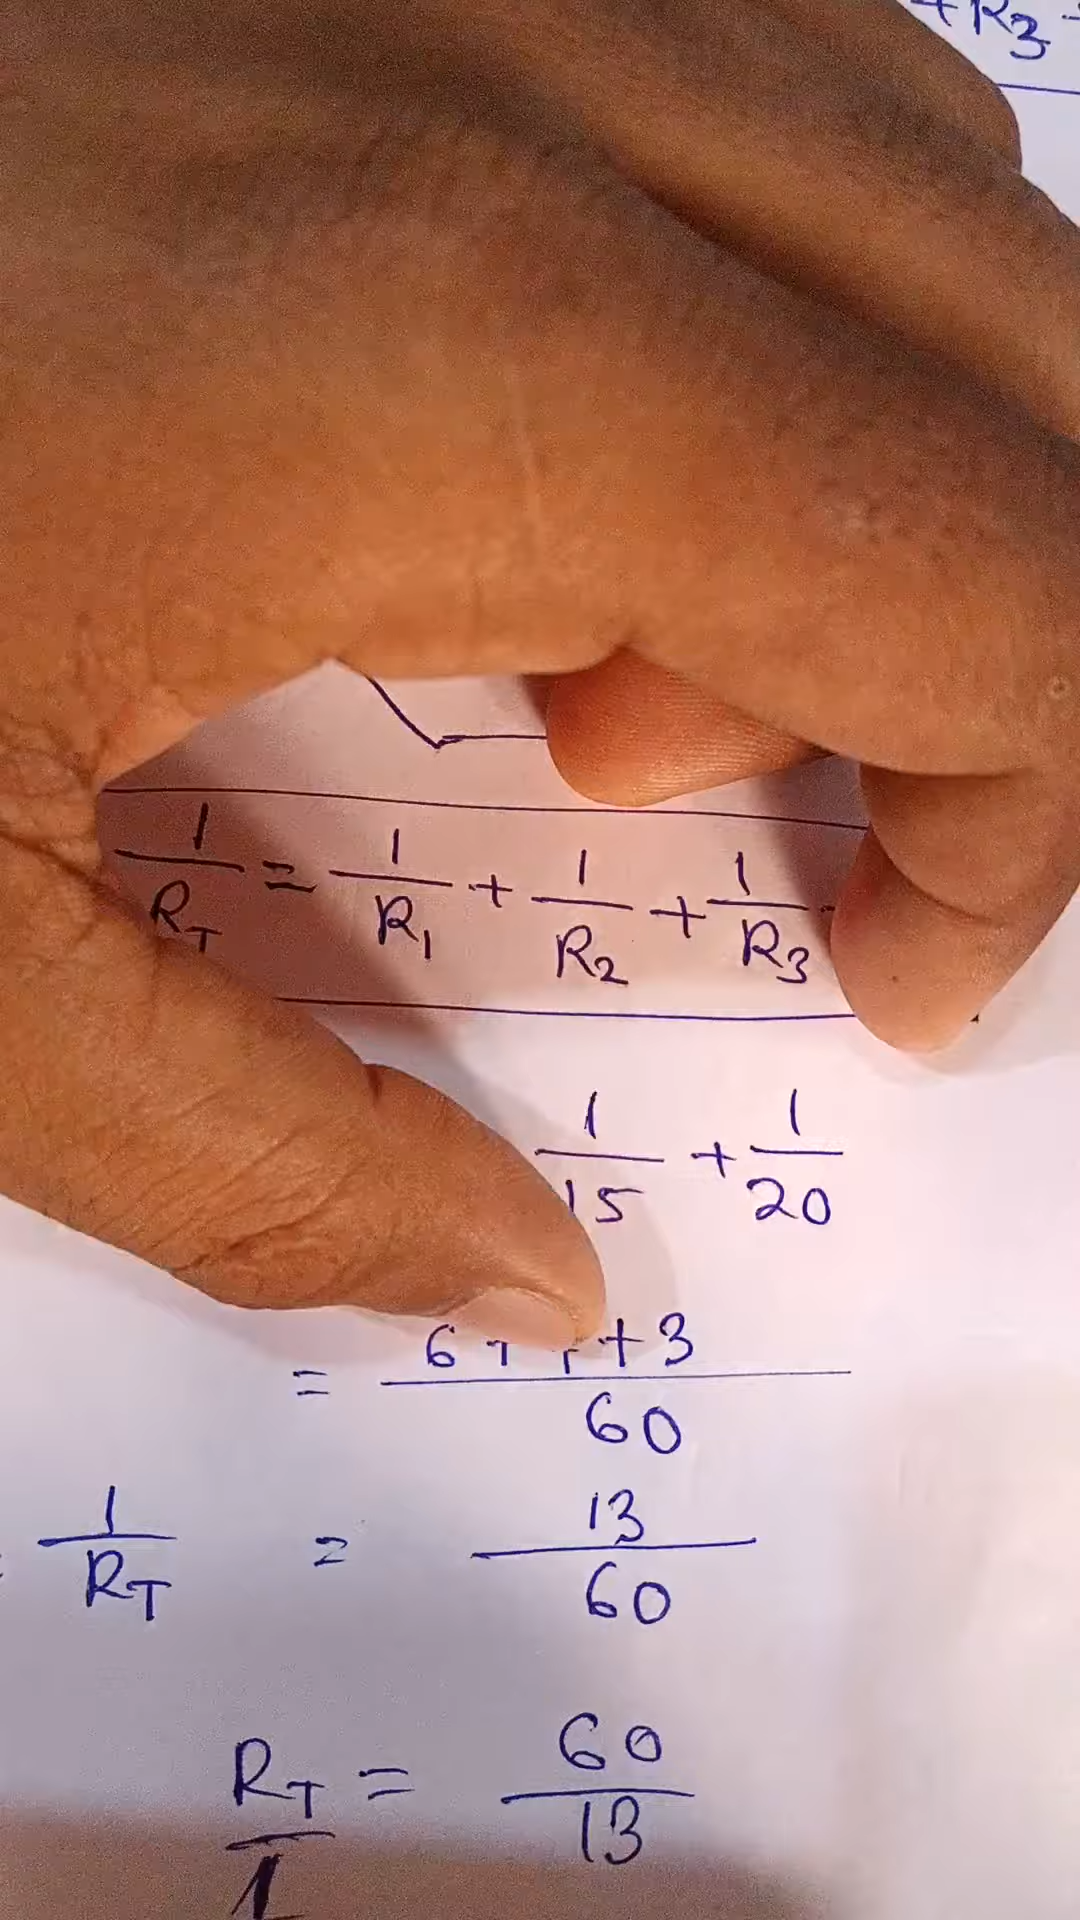 +R3
1/RT = 1/R1 + 1/R2 + 1/R3
1/15 + 1/20
= 6 + 3/60
1/RT = 13/60
RT/1 = 60/13